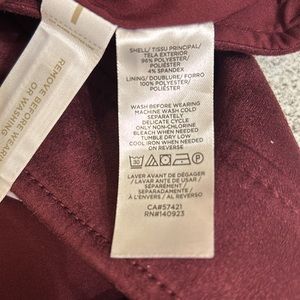 SHELL/TISSU PRINCIPAL/
TELA EXTERIOR
96% POLYESTER/
POLIÉSTER
4% SPANDEX
LINING/DOUBLURE/FORRO
100% POLYESTER/
POLIÉSTER
WASH BEFORE WEARING
MACHINE WASH COLD
SEPARATELY
DELICATE CYCLE
ONLY NON-CHLORINE
BLEACH WHEN NEEDED
TUMBLE DRY LOW
COOL IRON IF NEEDED
ON REVERSE
LAVER AVANT DE DÉGAGER
/ LAVAR ANTES DE USAR
SÉPARÉMENT
SEPARADAMENTE
À L'ENVERS / AL REVERSO
CA#57421
RN#140923
REMOVE BEFORE WEARING
OR WASHING